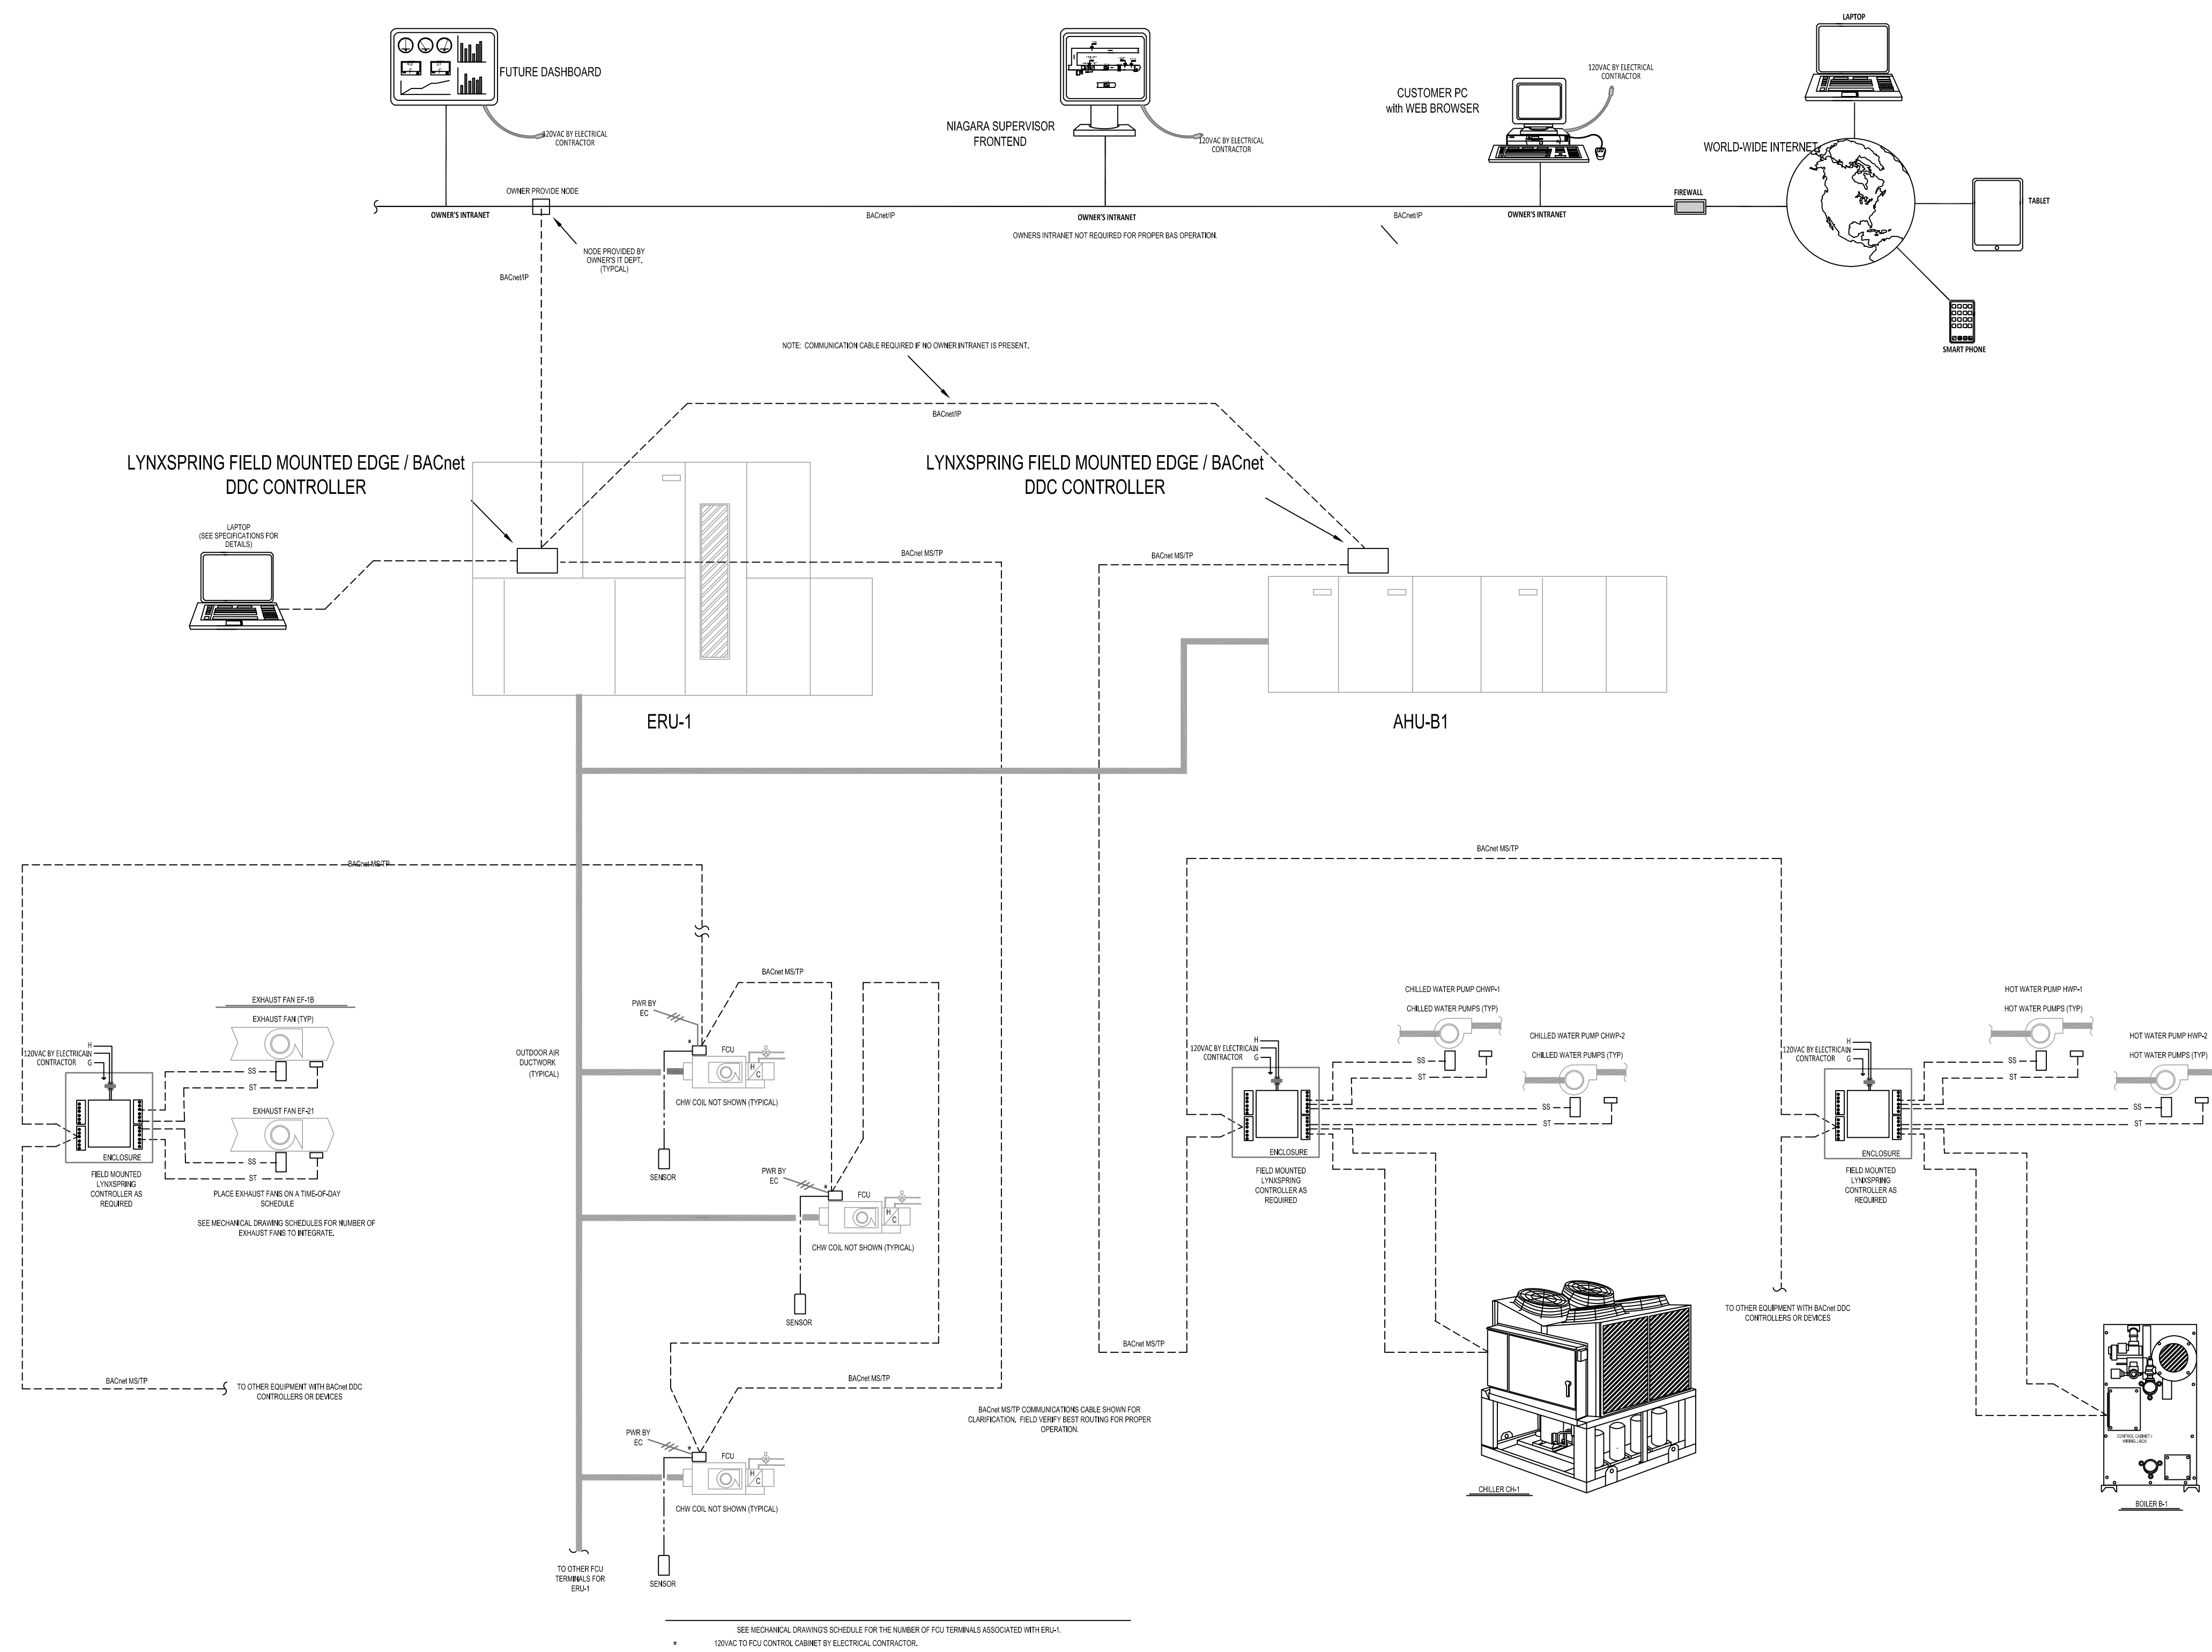 LAPTOP
FUTURE DASHBOARD
120VAC BY ELECTRICAL
CONTRACTOR
NIAGARA SUPERVISOR
FRONTEND
120VAC BY ELECTRICAL
CONTRACTOR
CUSTOMER PC
with WEB BROWSER
120VAC BY ELECTRICAL
CONTRACTOR
WORLD-WIDE INTERNET
OWNER PROVIDE NODE
FIREWALL
TABLET
OWNER'S INTRANET
BACnet/IP
OWNER'S INTRANET
BACnet/IP
OWNER'S INTRANET
OWNERS INTRANET NOT REQUIRED FOR PROPER BAS OPERATION.
NODE PROVIDED BY
OWNER'S IT DEPT.
(TYPCAL)
BACnet/IP
SMART PHONE
NOTE: COMMUNICATION CABLE REQUIRED IF NO OWNER INTRANET IS PRESENT.
BACnet/IP
LYNXSPRING FIELD MOUNTED EDGE / BACnet
DDC CONTROLLER
LYNXSPRING FIELD MOUNTED EDGE / BACnet
DDC CONTROLLER
LAPTOP
(SEE SPECIFICATIONS FOR
DETAILS)
BACnet MS/TP
BACnet MS/TP
ERU-1
AHU-B1
BACnet MS/TP
BACnet MS/TP
BACnet MS/TP
EXHAUST FAN EF-1B
EXHAUST FAN (TYP)
H
120VAC BY ELECTRICAIN
CONTRACTOR
G
SS
ST
EXHAUST FAN EF-21
SS
ST
ENCLOSURE
FIELD MOUNTED
LYNXSPRING
CONTROLLER AS
REQUIRED
PLACE EXHAUST FANS ON A TIME-OF-DAY
SCHEDULE
SEE MECHANICAL DRAWING SCHEDULES FOR NUMBER OF
EXHAUST FANS TO INTEGRATE.
BACnet MS/TP
TO OTHER EQUIPMENT WITH BACnet DDC
CONTROLLERS OR DEVICES
OUTDOOR AIR
DUCTWORK
(TYPICAL)
PWR BY
EC
*
FCU
H
C
CHW COIL NOT SHOWN (TYPICAL)
SENSOR
PWR BY
EC
*
FCU
H
C
CHW COIL NOT SHOWN (TYPICAL)
SENSOR
BACnet MS/TP
PWR BY
EC
*
FCU
H
C
CHW COIL NOT SHOWN (TYPICAL)
SENSOR
TO OTHER FCU
TERMINALS FOR
ERU-1
BACnet MS/TP
BACnet MS/TP COMMUNICATIONS CABLE SHOWN FOR
CLARIFICATION. FIELD VERIFY BEST ROUTING FOR PROPER
OPERATION.
CHILLED WATER PUMP CHWP-1
CHILLED WATER PUMPS (TYP)
CHILLED WATER PUMP CHWP-2
CHILLED WATER PUMPS (TYP)
H
120VAC BY ELECTRICAIN
CONTRACTOR
G
SS
ST
SS
ST
ENCLOSURE
FIELD MOUNTED
LYNXSPRING
CONTROLLER AS
REQUIRED
CHILLER CH-1
HOT WATER PUMP HWP-1
HOT WATER PUMPS (TYP)
HOT WATER PUMP HWP-2
HOT WATER PUMPS (TYP)
H
120VAC BY ELECTRICAIN
CONTRACTOR
G
SS
ST
SS
ST
ENCLOSURE
FIELD MOUNTED
LYNXSPRING
CONTROLLER AS
REQUIRED
TO OTHER EQUIPMENT WITH BACnet DDC
CONTROLLERS OR DEVICES
CONTROL CABINET /
WIRING J-BOX
BOILER B-1
SEE MECHANICAL DRAWING'S SCHEDULE FOR THE NUMBER OF FCU TERMINALS ASSOCIATED WITH ERU-1.
* 120VAC TO FCU CONTROL CABINET BY ELECTRICAL CONTRACTOR.